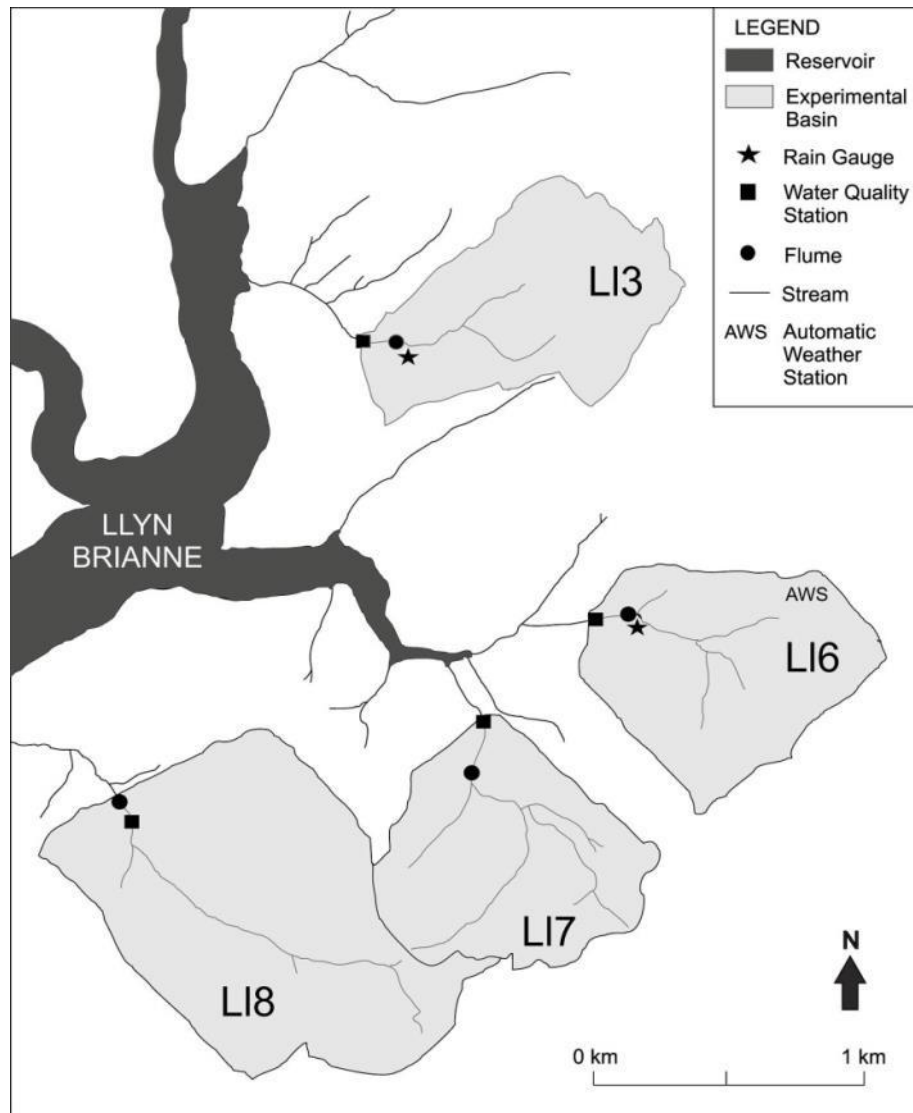 LEGEND
Reservoir
Experimental
Basin
Rain Gauge
Water Quality
Station
Flume
Stream
AWS Automatic
Weather
Station
Ll3
LLYN
BRIANNE
AWS
Ll6
Ll7
Ll8
N
0 km 1 km